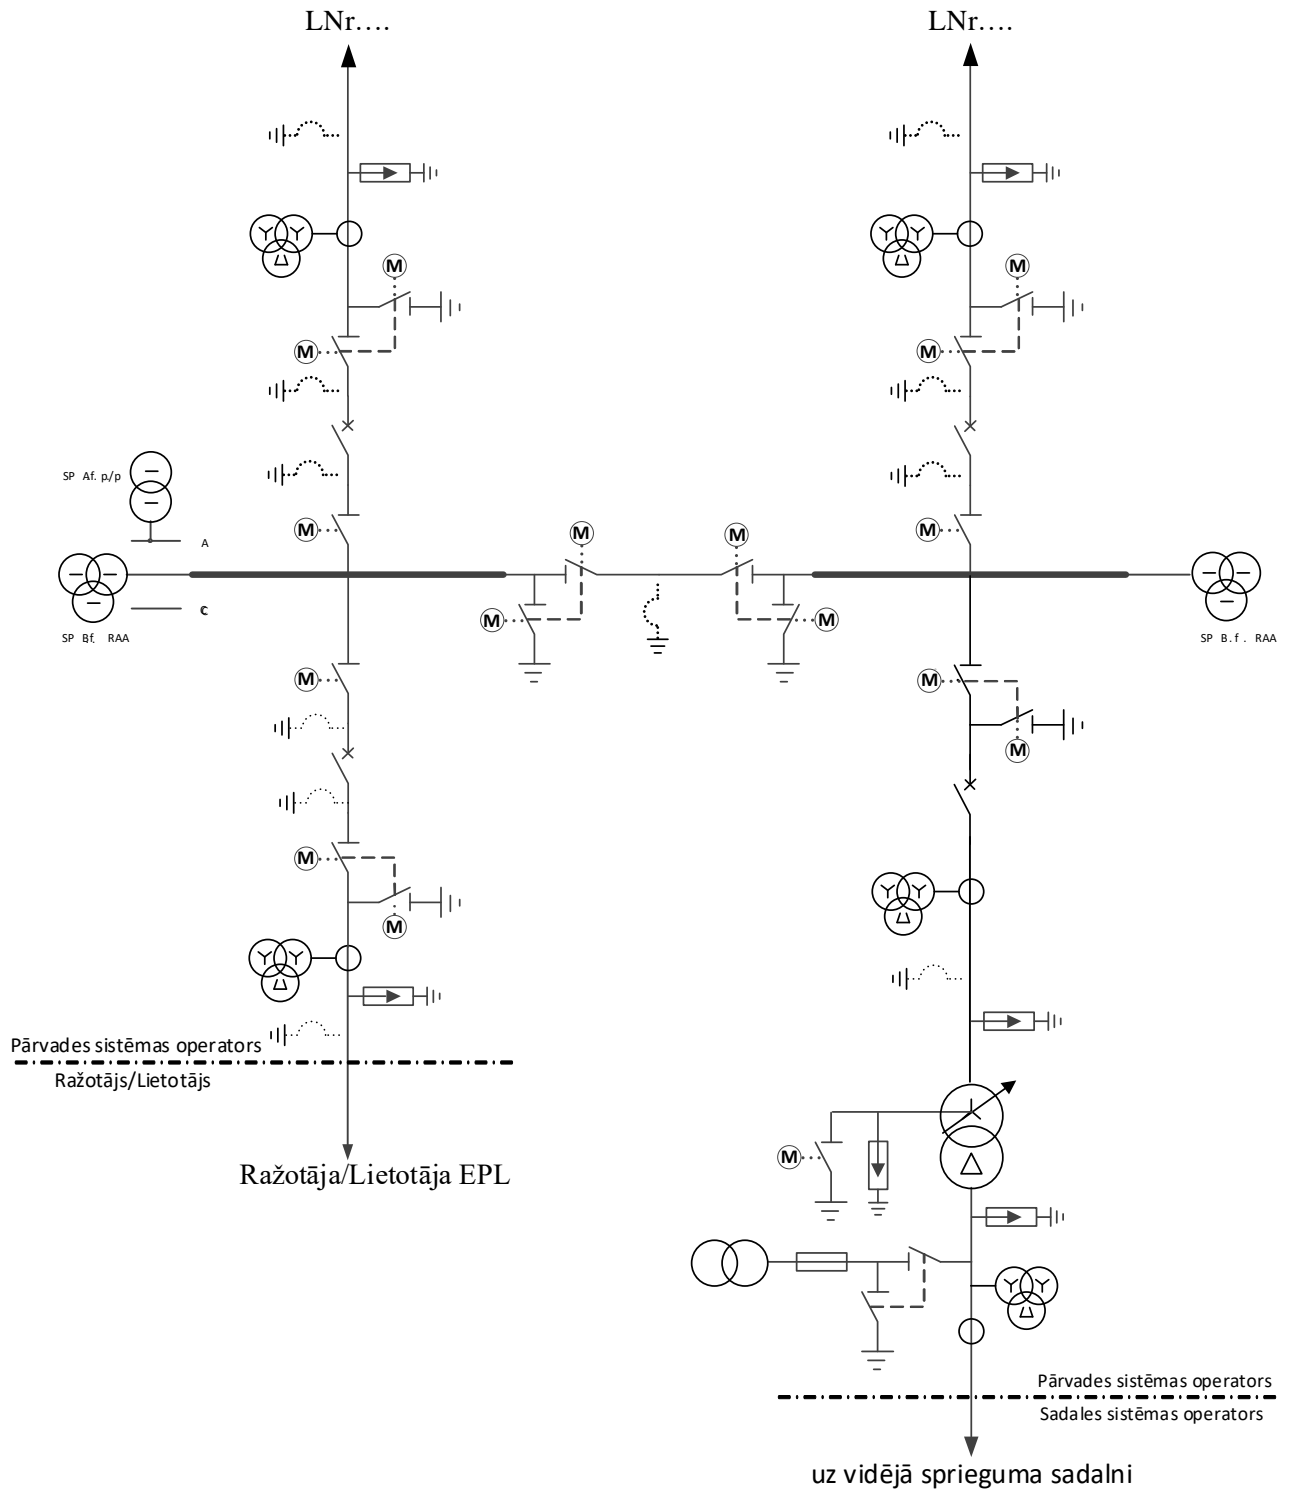 LNr....
LNr....
M
M
M
M
SP Af. p/p
M
M
A
M
M
C
M
M
SP Bf. RAA
SP B.f. RAA
M
M
M
M
M
Pārvades sistēmas operators
Ražotājs/Lietotājs
M
Ražotāja/Lietotāja EPL
Pārvades sistēmas operators
Sadales sistēmas operators
uz vidējā sprieguma sadalni